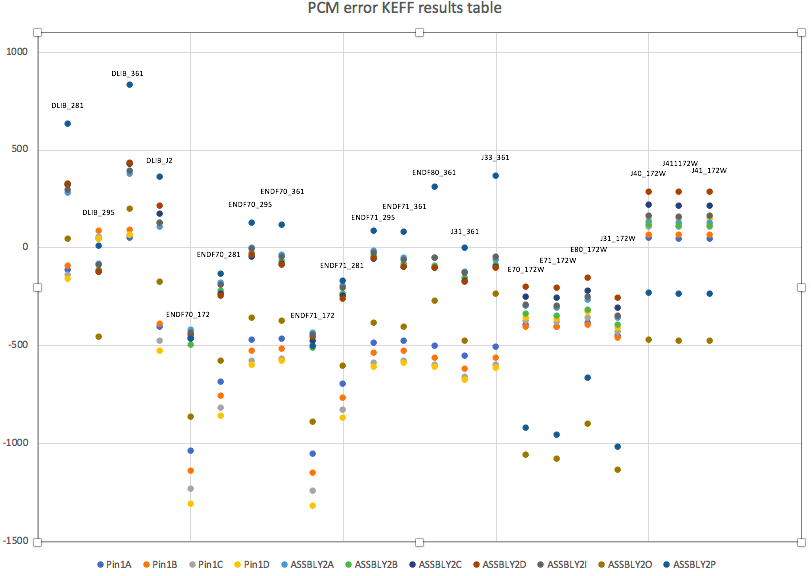 PCM error KEFF results table
1000
500
0
-500
-1000
-1500
DLIB_281
DLIB_295
DLIB_361
DLIB_J2
ENDF70_172
ENDF70_281
ENDF70_295
ENDF70_361
ENDF71_172
ENDF71_281
ENDF71_295
ENDF71_361
ENDF80_361
J31_361
J33_361
E70_172W
E71_172W
E80_172W
J31_172W
J40_172W
J411172W
J41_172W
Pin1A Pin1B Pin1C Pin1D ASSBLY2A ASSBLY2B ASSBLY2C ASSBLY2D ASSBLY2I ASSBLY2O ASSBLY2P